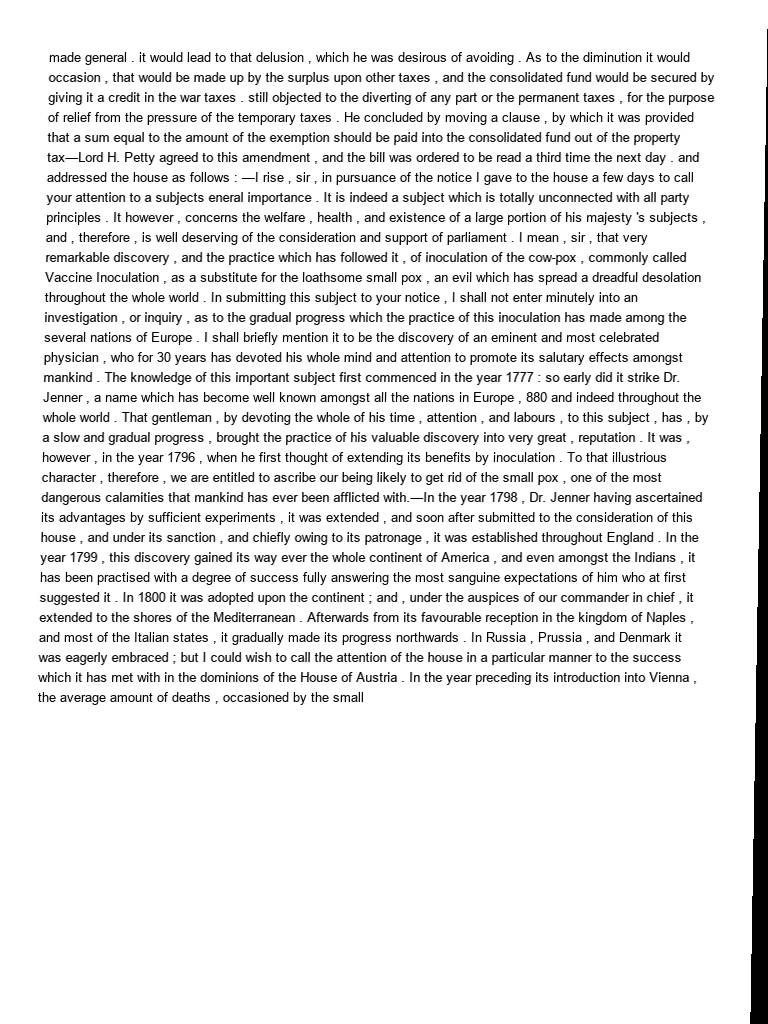 made general . it would lead to that delusion , which he was desirous of avoiding . As to the diminution it would
occasion , that would be made up by the surplus upon other taxes , and the consolidated fund would be secured by
giving it a credit in the war taxes . still objected to the diverting of any part or the permanent taxes , for the purpose
of relief from the pressure of the temporary taxes . He concluded by moving a clause , by which it was provided
that a sum equal to the amount of the exemption should be paid into the consolidated fund out of the property
tax—Lord H. Petty agreed to this amendment , and the bill was ordered to be read a third time the next day . and
addressed the house as follows : —I rise , sir , in pursuance of the notice I gave to the house a few days to call
your attention to a subjects eneral importance . It is indeed a subject which is totally unconnected with all party
principles . It however , concerns the welfare , health , and existence of a large portion of his majesty 's subjects ,
and , therefore , is well deserving of the consideration and support of parliament . I mean , sir , that very
remarkable discovery , and the practice which has followed it , of inoculation of the cow-pox , commonly called
Vaccine Inoculation , as a substitute for the loathsome small pox , an evil which has spread a dreadful desolation
throughout the whole world . In submitting this subject to your notice , I shall not enter minutely into an
investigation , or inquiry , as to the gradual progress which the practice of this inoculation has made among the
several nations of Europe . I shall briefly mention it to be the discovery of an eminent and most celebrated
physician , who for 30 years has devoted his whole mind and attention to promote its salutary effects amongst
mankind . The knowledge of this important subject first commenced in the year 1777 : so early did it strike Dr.
Jenner , a name which has become well known amongst all the nations in Europe , 880 and indeed throughout the
whole world . That gentleman , by devoting the whole of his time , attention , and labours , to this subject , has , by
a slow and gradual progress , brought the practice of his valuable discovery into very great , reputation . It was ,
however , in the year 1796 , when he first thought of extending its benefits by inoculation . To that illustrious
character , therefore , we are entitled to ascribe our being likely to get rid of the small pox , one of the most
dangerous calamities that mankind has ever been afflicted with.—In the year 1798 , Dr. Jenner having ascertained
its advantages by sufficient experiments , it was extended , and soon after submitted to the consideration of this
house , and under its sanction , and chiefly owing to its patronage , it was established throughout England . In the
year 1799 , this discovery gained its way ever the whole continent of America , and even amongst the Indians , it
has been practised with a degree of success fully answering the most sanguine expectations of him who at first
suggested it . In 1800 it was adopted upon the continent ; and , under the auspices of our commander in chief , it
extended to the shores of the Mediterranean . Afterwards from its favourable reception in the kingdom of Naples ,
and most of the Italian states , it gradually made its progress northwards . In Russia , Prussia , and Denmark it
was eagerly embraced ; but I could wish to call the attention of the house in a particular manner to the success
which it has met with in the dominions of the House of Austria . In the year preceding its introduction into Vienna ,
the average amount of deaths , occasioned by the small